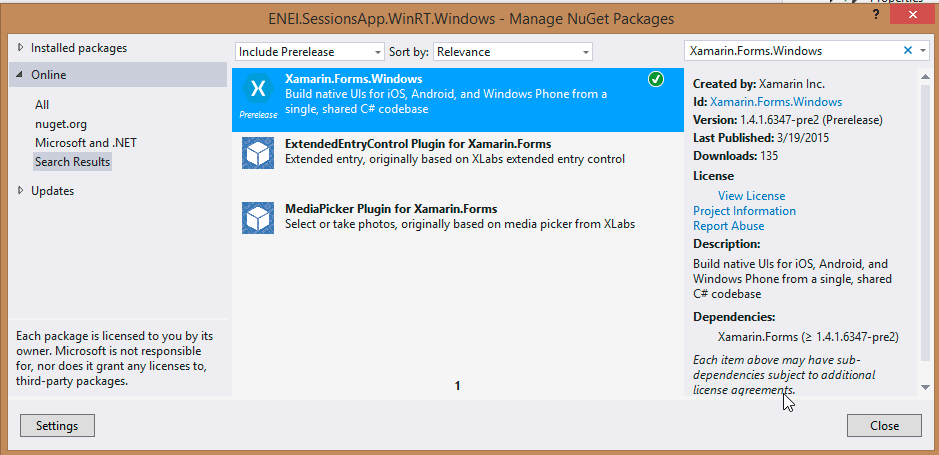 Properties
ENEI.SessionsApp.WinRT.Windows - Manage NuGet Packages
?
Installed packages
Online
All
nuget.org
Microsoft and .NET
Search Results
Updates
Each package is licensed to you by its
owner. Microsoft is not responsible
for, nor does it grant any licenses to,
third-party packages.
Include Prerelease
Sort by:
Relevance
Xamarin.Forms.Windows
Prerelease
Build native UIs for iOS, Android, and Windows Phone from a
single, shared C# codebase
ExtendedEntryControl Plugin for Xamarin.Forms
Extended entry, originally based on XLabs extended entry control
MediaPicker Plugin for Xamarin.Forms
Select or take photos, originally based on media picker from XLabs
1
Xamarin.Forms.Windows
Created by: Xamarin Inc.
Id: Xamarin.Forms.Windows
Version: 1.4.1.6347-pre2 (Prerelease)
Last Published: 3/19/2015
Downloads: 135
License
View License
Project Information
Report Abuse
Description:
Build native UIs for iOS, Android, and
Windows Phone from a single, shared
C# codebase
Dependencies:
Xamarin.Forms (≥ 1.4.1.6347-pre2)
Each item above may have sub-
dependencies subject to additional
license agreements.
Settings
Close